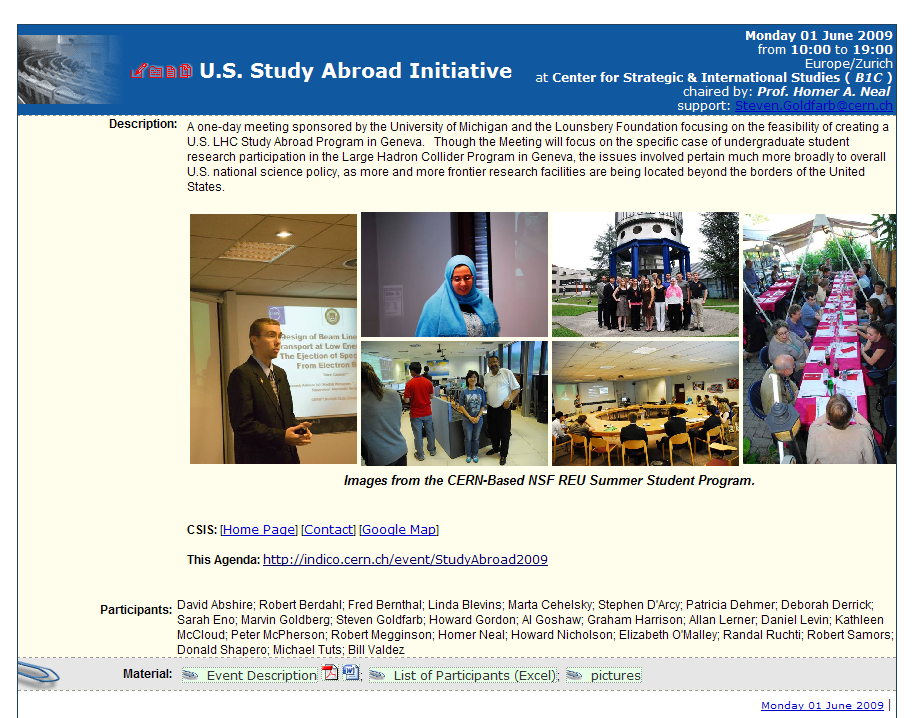 Monday 01 June 2009
from 10:00 to 19:00
Europe/Zurich
U.S. Study Abroad Initiative
at Center for Strategic & International Studies ( B1C )
chaired by: Prof. Homer A. Neal
support: Steven.Goldfarb@cern.ch
Description: A one-day meeting sponsored by the University of Michigan and the Lounsbery Foundation focusing on the feasibility of creating a
U.S. LHC Study Abroad Program in Geneva. Though the Meeting will focus on the specific case of undergraduate student
research participation in the Large Hadron Collider Program in Geneva, the issues involved pertain much more broadly to overall
U.S. national science policy, as more and more frontier research facilities are being located beyond the borders of the United
States.
Design of Beam Line
Transport at Low Ene
The Ejection of Spec
From Electron
Images from the CERN-Based NSF REU Summer Student Program.
CSIS: [Home Page] [Contact] [Google Map]
This Agenda: http://indico.cern.ch/event/StudyAbroad2009
Participants: David Abshire; Robert Berdahl; Fred Bernthal; Linda Blevins; Marta Cehelsky; Stephen D'Arcy; Patricia Dehmer; Deborah Derrick;
Sarah Eno; Marvin Goldberg; Steven Goldfarb; Howard Gordon; Al Goshaw; Graham Harrison; Allan Lerner; Daniel Levin; Kathleen
McCloud; Peter McPherson; Robert Megginson; Homer Neal; Howard Nicholson; Elizabeth O'Malley; Randal Ruchti; Robert Samors;
Donald Shapero; Michael Tuts; Bill Valdez
Material: Event Description ; List of Participants (Excel); pictures
Monday 01 June 2009 |